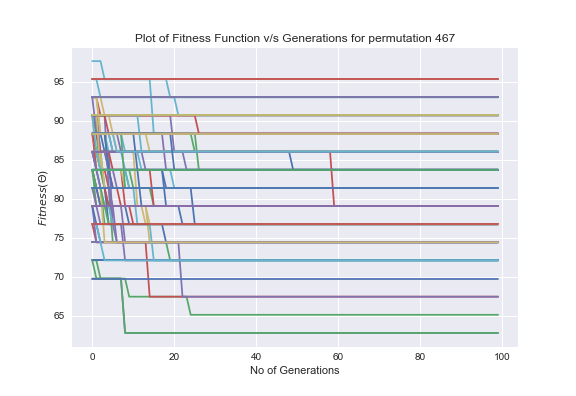 Plot of Fitness Function v/s Generations for permutation 467
95
90
85
80
75
70
65
Fitness(Θ)
0 20 40 60 80 100
No of Generations